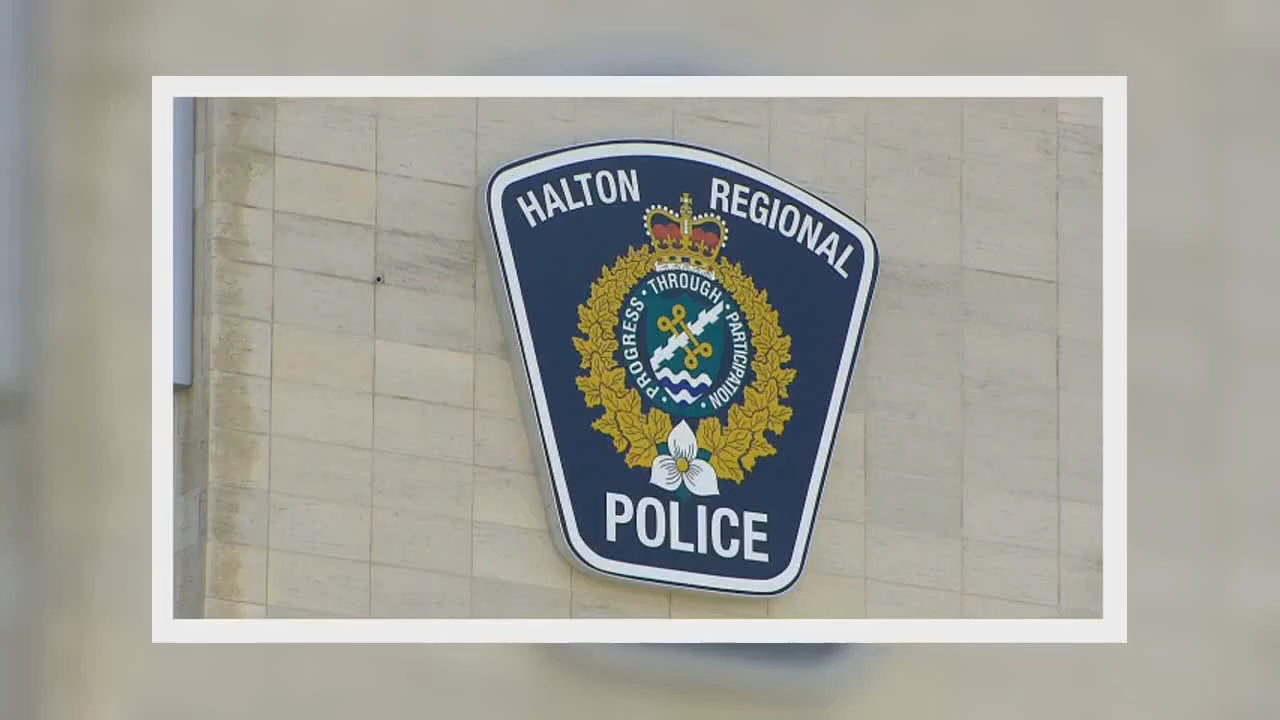 HALTON REGIONAL
PROGRESS • THROUGH • PARTICIPATION
POLICE